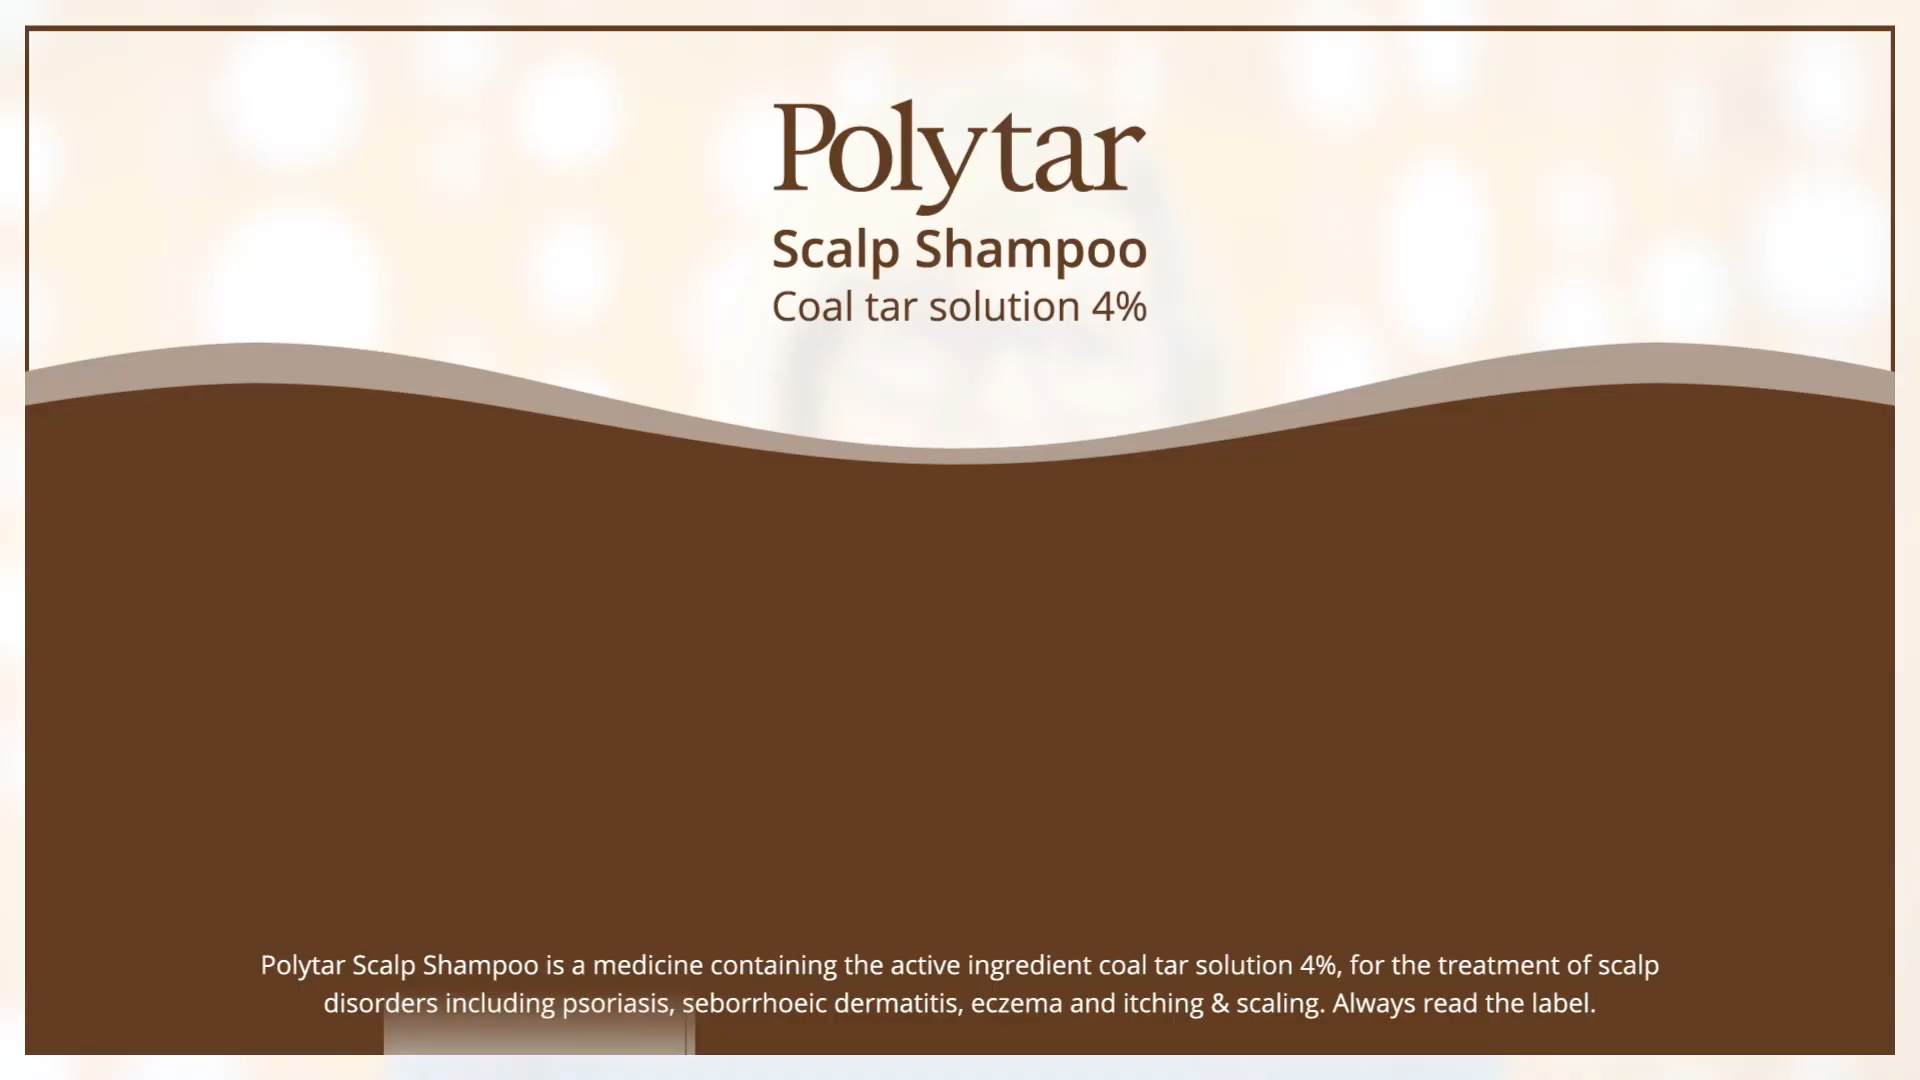 Polytar
Scalp Shampoo
Coal tar solution 4%
Polytar Scalp Shampoo is a medicine containing the active ingredient coal tar solution 4%, for the treatment of scalp
disorders including psoriasis, seborrhoeic dermatitis, eczema and itching & scaling. Always read the label.